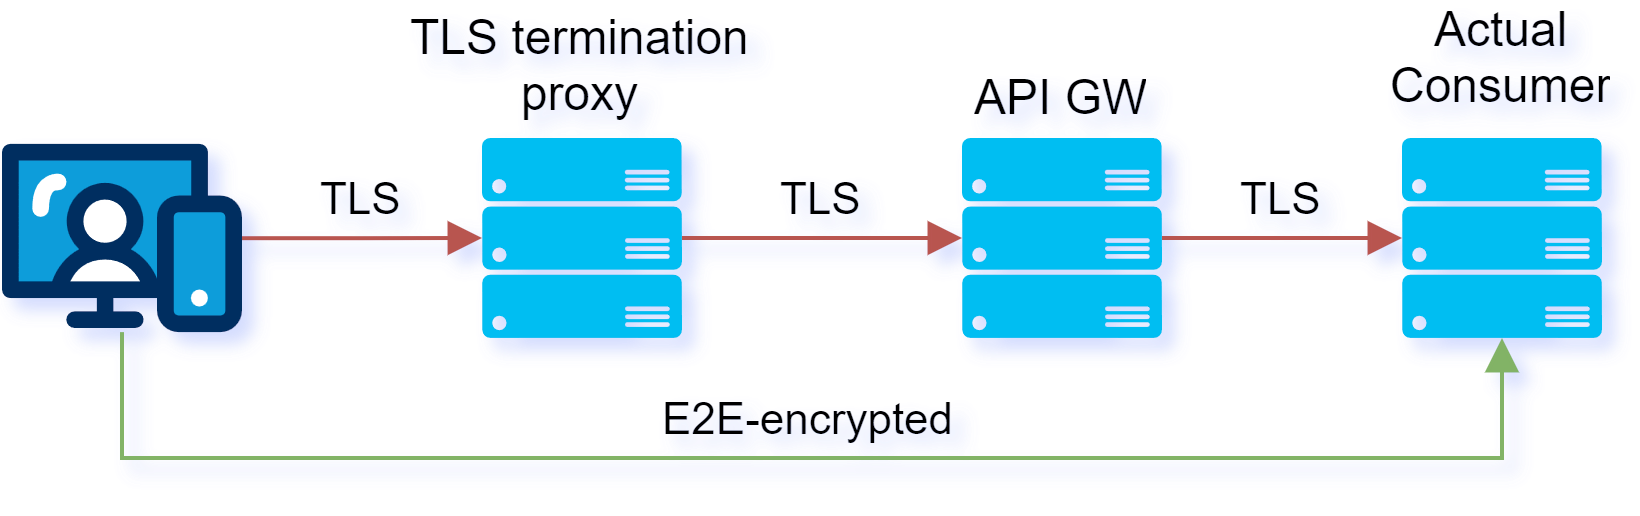 TLS termination
proxy
API GW
Actual
Consumer
TLS
TLS
TLS
E2E-encrypted